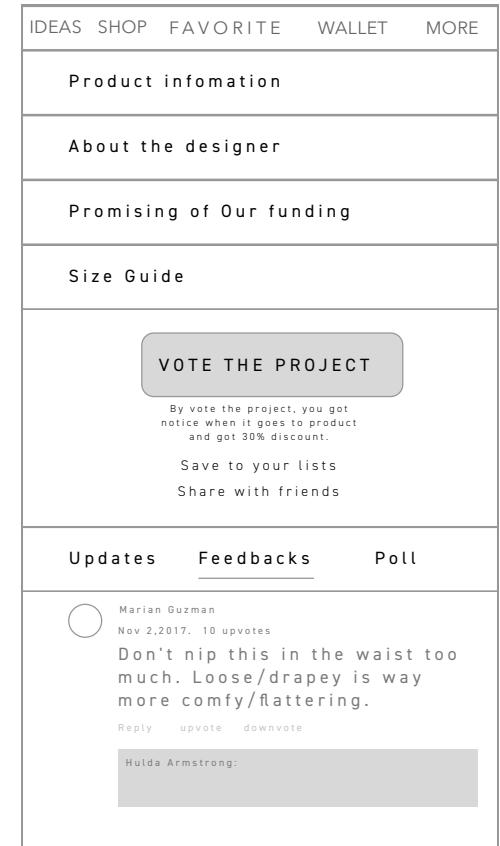 IDEAS SHOP FAVORITE WALLET MORE
Product infomation
About the designer
Promising of Our funding
Size Guide
VOTE THE PROJECT
By vote the project, you got
notice when it goes to product
and got 30% discount.
Save to your lists
Share with friends
Updates Feedbacks Poll
Marian Guzman
Nov 2,2017. 10 upvotes
Don't nip this in the waist too
much. Loose/drapey is way
more comfy/flattering.
Reply upvote downvote
Hulda Armstrong: